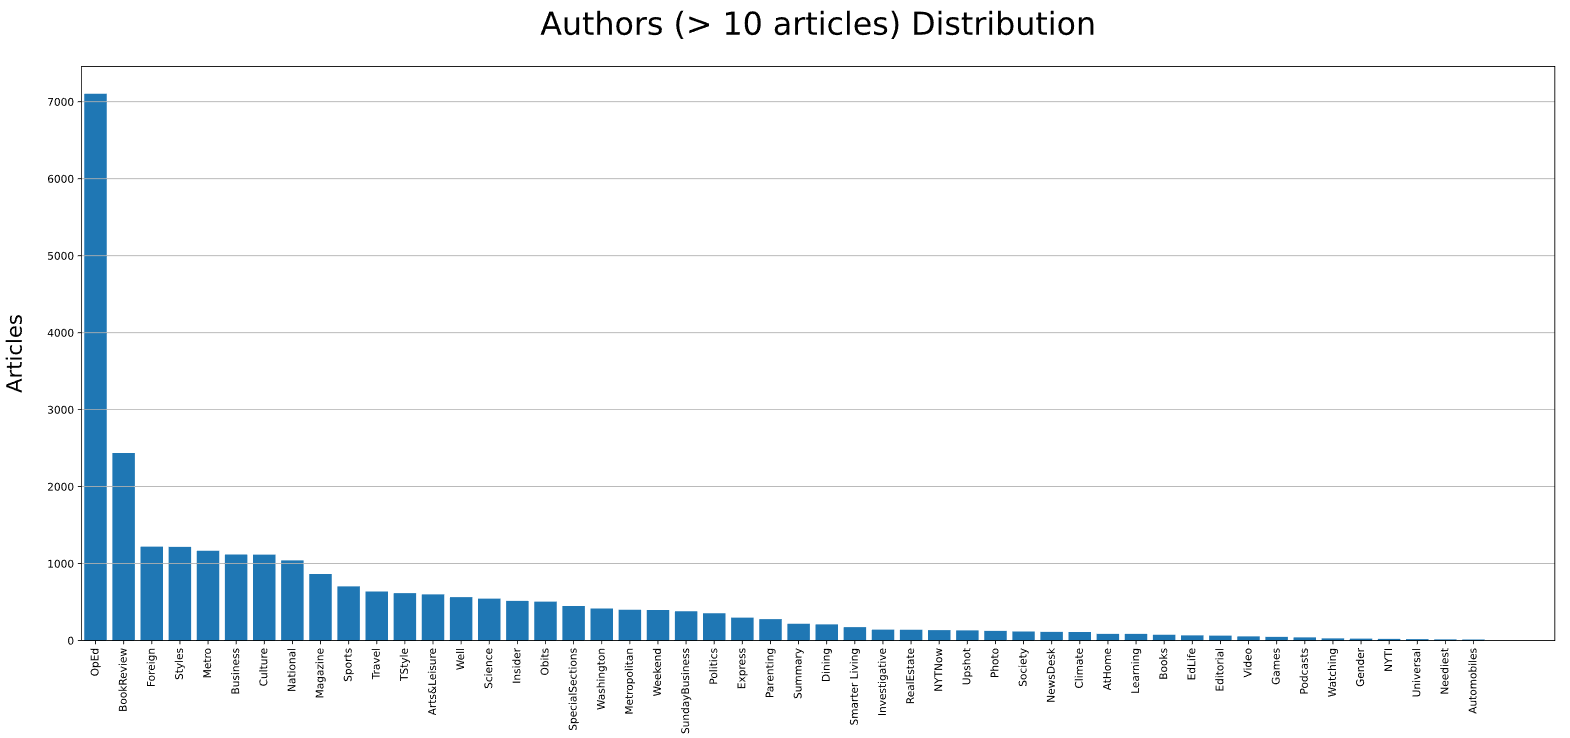 Authors (> 10 articles) Distribution
Articles
7000
6000
5000
4000
3000
2000
1000
0
OpEd
BookReview
Foreign
Styles
Metro
Business
Culture
National
Magazine
Sports
Travel
TStyle
Arts&Leisure
Well
Science
Insider
Obits
SpecialSections
Washington
Metropolitan
Weekend
SundayBusiness
Politics
Express
Parenting
Summary
Dining
Smarter Living
Investigative
RealEstate
NYTNow
Upshot
Photo
Society
NewsDesk
Climate
AtHome
Learning
Books
EdLife
Editorial
Video
Games
Podcasts
Watching
Gender
NYTI
Universal
Neediest
Automobiles